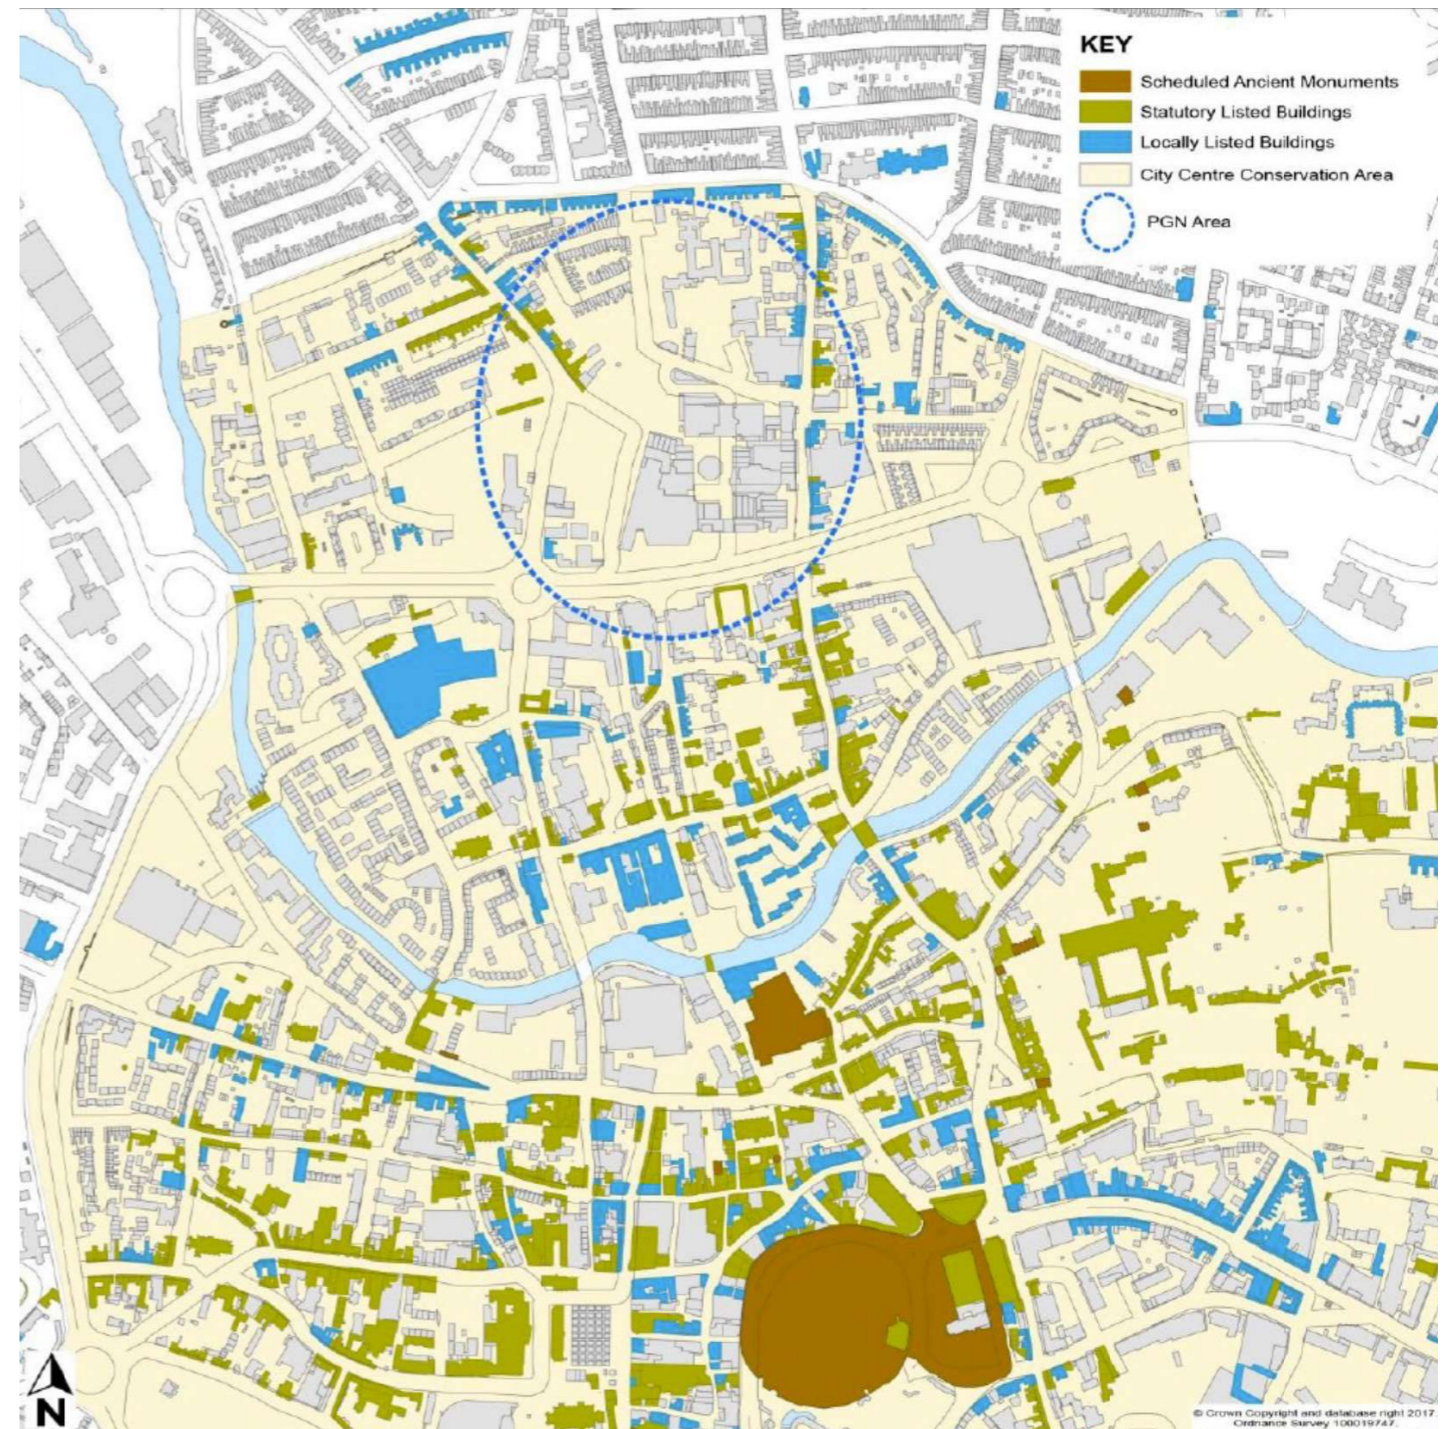 KEY
Scheduled Ancient Monuments
Statutory Listed Buildings
Locally Listed Buildings
City Centre Conservation Area
PGN Area
N
© Crown Copyright and database right 2017.
Ordnance Survey 100019747.